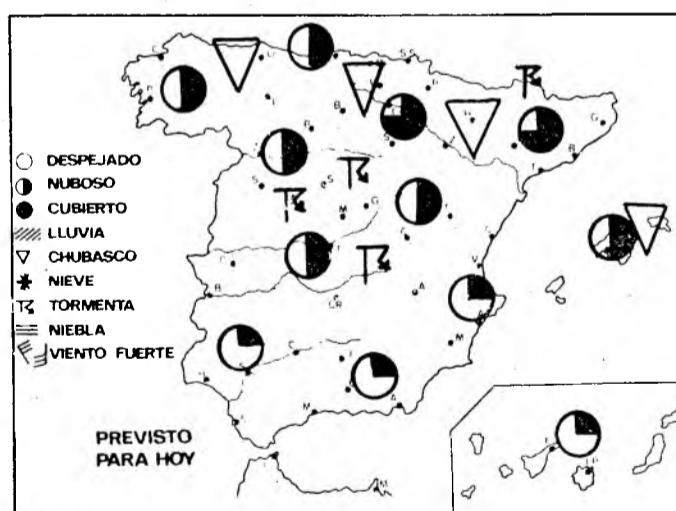 DESPEJADO
NUBOSO
CUBIERTO
LLUVIA
CHUBASCO
NIEVE
TORMENTA
NIEBLA
VIENTO FUERTE
PREVISTO
PARA HOY